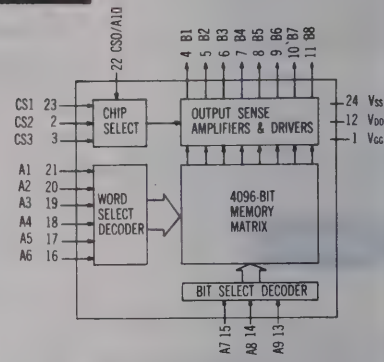 4 B1
5 B2
6 B3
7 B4
8 B5
9 B6
10 B7
11 B8
22 CS0/A10
CS1 23
CS2 2
CS3 3
CHIP
SELECT
OUTPUT SENSE
AMPLIFIERS & DRIVERS
24 VSS
12 VDD
1 VGG
A1 21
A2 20
A3 19
A4 18
A5 17
A6 16
WORD
SELECT
DECODER
4096-BIT
MEMORY
MATRIX
BIT SELECT DECODER
A7 15
A8 14
A9 13